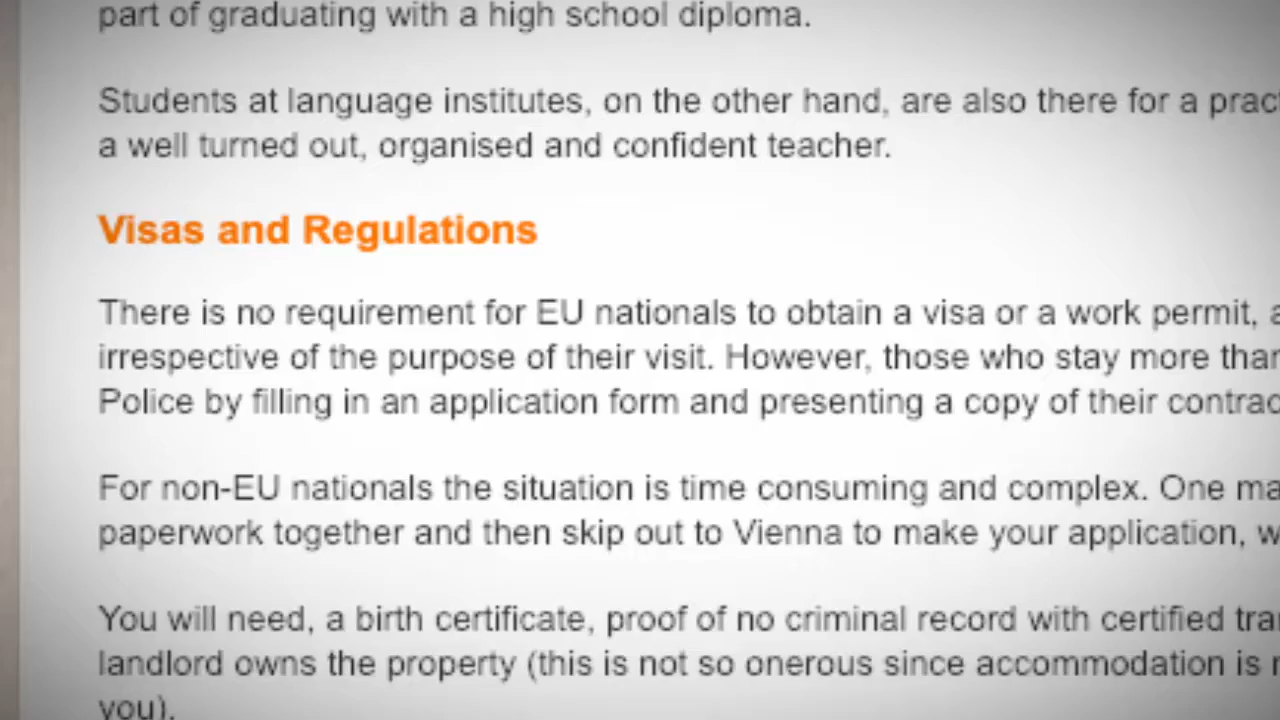 part of graduating with a high school diploma.
Students at language institutes, on the other hand, are also there for a
a well turned out, organised and confident teacher.
Visas and Regulations
There is no requirement for EU nationals to obtain a visa or a work permit,
irrespective of the purpose of their visit. However, those who stay more than
Police by filling in an application form and presenting a copy of their
For non-EU nationals the situation is time consuming and complex. One
paperwork together and then skip out to Vienna to make your application,
You will need, a birth certificate, proof of no criminal record with certified
landlord owns the property (this is not so onerous since accommodation is
you).